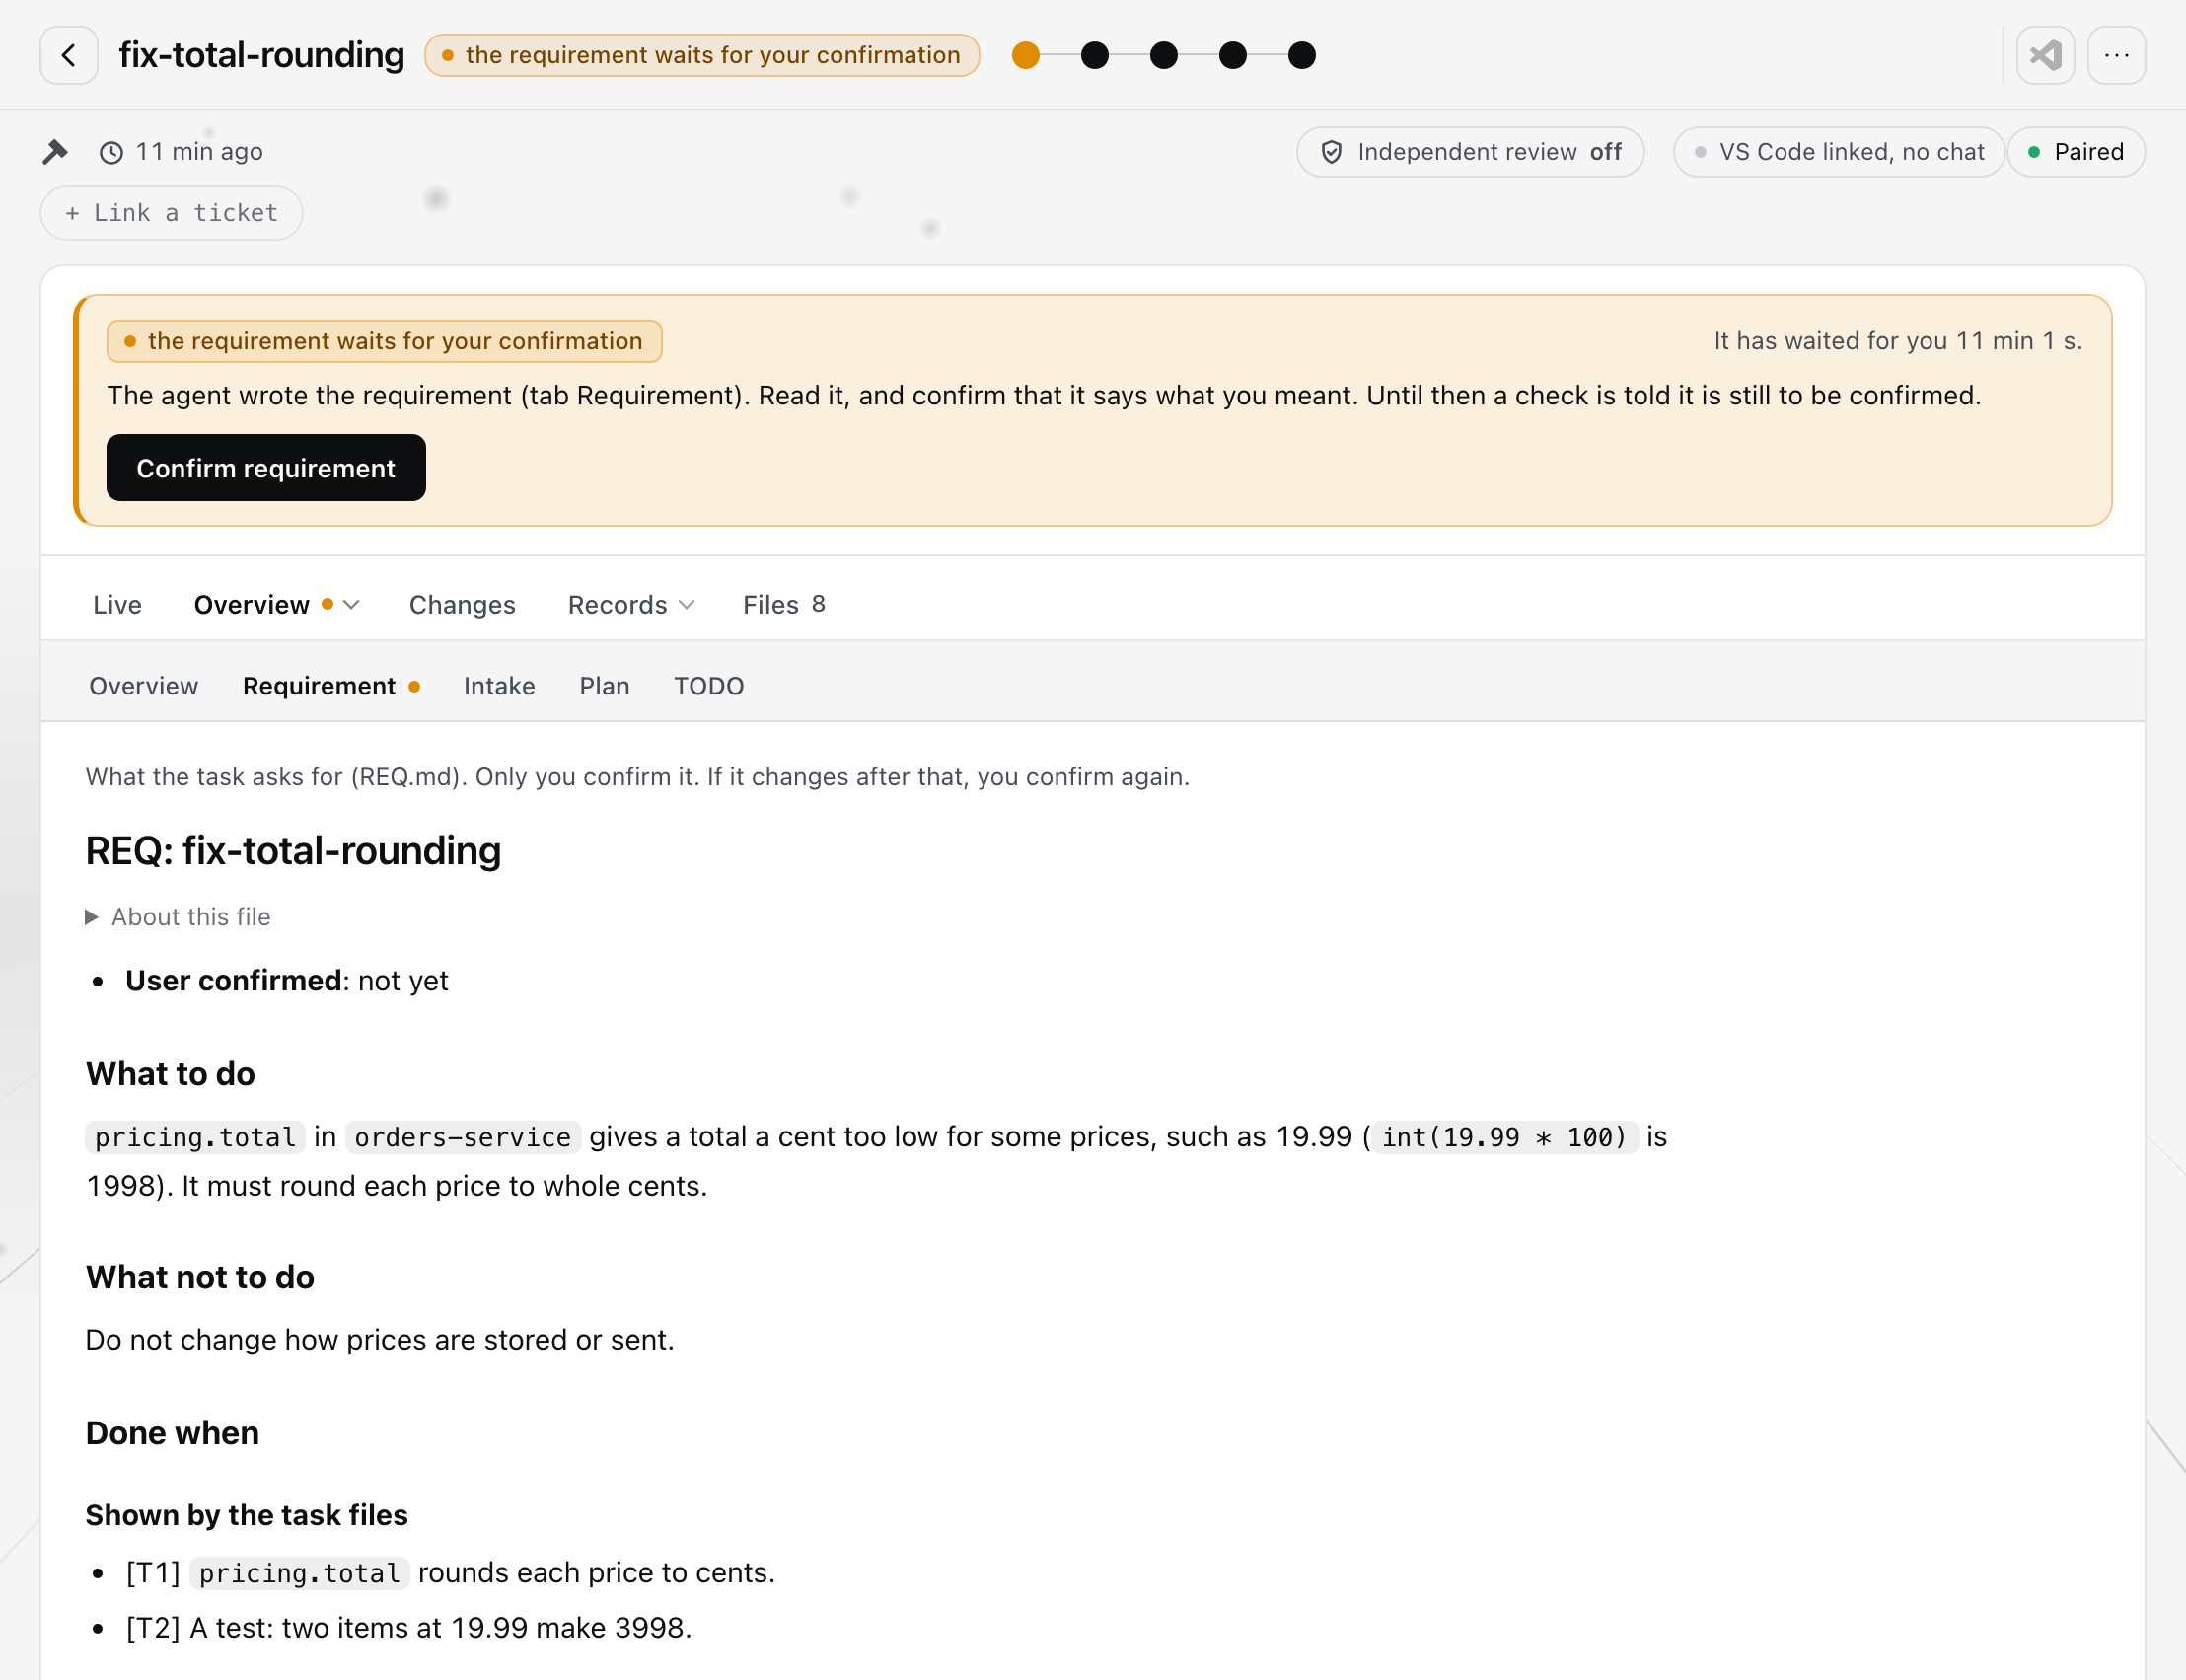 fix-total-rounding
the requirement waits for your confirmation
11 min ago
Independent review off
VS Code linked, no chat
Paired
+ Link a ticket
the requirement waits for your confirmation
It has waited for you 11 min 1 s.
The agent wrote the requirement (tab Requirement). Read it, and confirm that it says what you meant. Until then a check is told it is still to be confirmed.
Confirm requirement
Live Overview Changes Records Files 8
Overview Requirement Intake Plan TODO
What the task asks for (REQ.md). Only you confirm it. If it changes after that, you confirm again.
REQ: fix-total-rounding
About this file
• User confirmed: not yet
What to do
pricing.total in orders-service gives a total a cent too low for some prices, such as 19.99 (int(19.99 * 100) is
1998). It must round each price to whole cents.
What not to do
Do not change how prices are stored or sent.
Done when
Shown by the task files
• [T1] pricing.total rounds each price to cents.
• [T2] A test: two items at 19.99 make 3998.